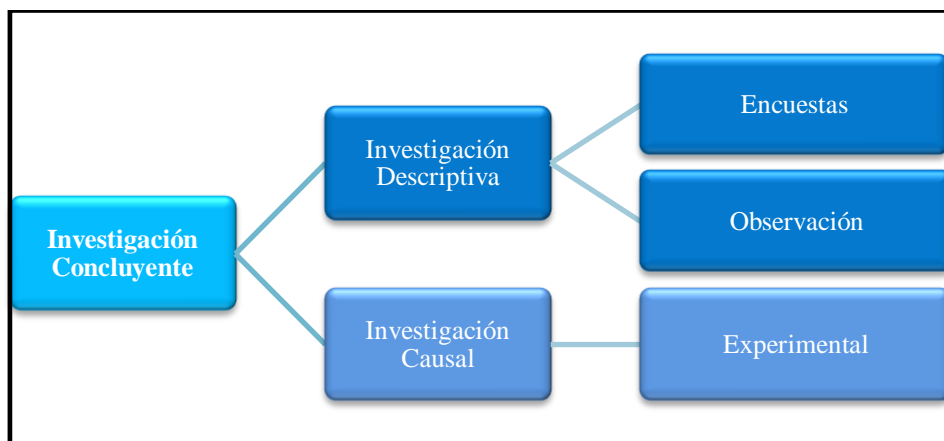 Investigación
Concluyente
Investigación
Descriptiva
Encuestas
Observación
Investigación
Causal
Experimental